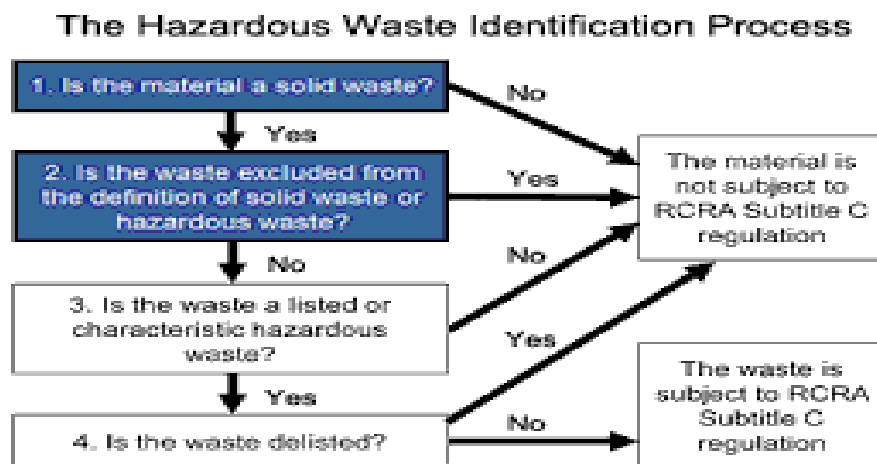 The Hazardous Waste Identification Process
1. Is the material a solid waste?
No
Yes
2. Is the waste excluded from
the definition of solid waste or
hazardous waste?
Yes
The material is
not subject to
RCRA Subtitle C
regulation
No
No
3. Is the waste a listed or
characteristic hazardous
waste?
Yes
Yes
4. Is the waste delisted?
No
The waste is
subject to RCRA
Subtitle C
regulation